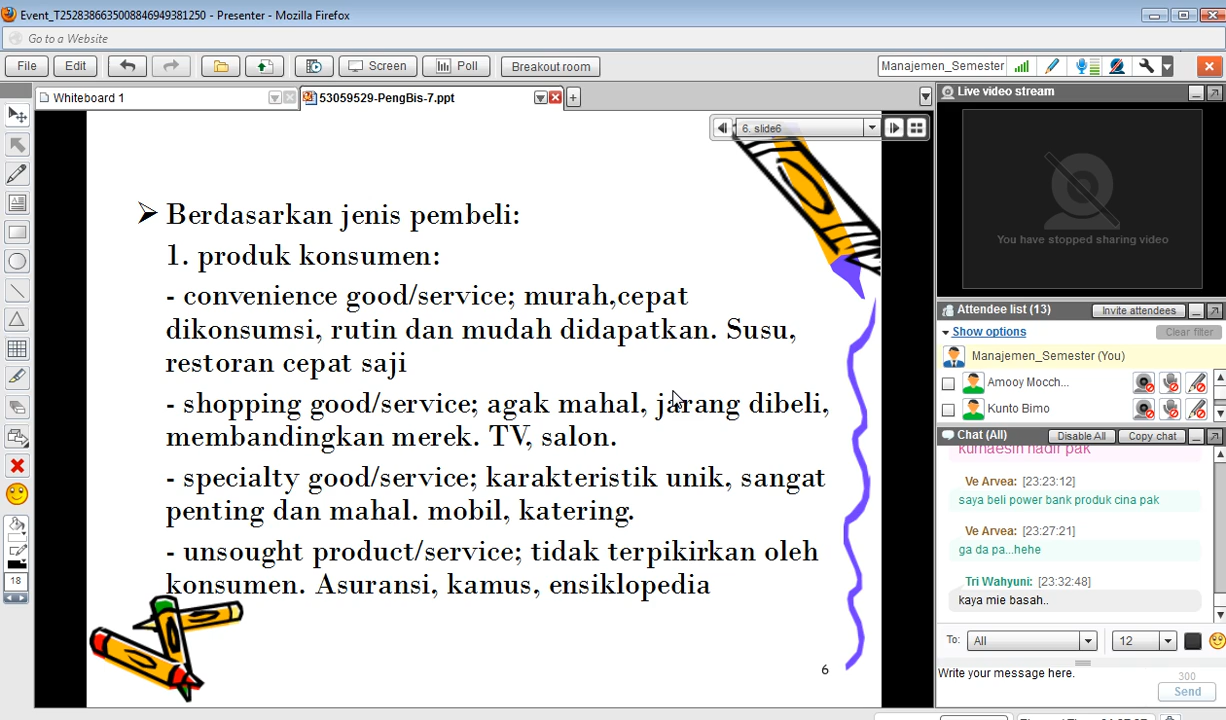 Event_T2528386635008846949381250 - Presenter - Mozilla Firefox
Go to a Website
File Edit Screen Poll Breakout room Manajemen_Semester
Whiteboard 1 53059529-PengBis-7.ppt
6. slide6
Berdasarkan jenis pembeli:
1. produk konsumen:
- convenience good/service; murah,cepat
dikonsumsi, rutin dan mudah didapatkan. Susu,
restoran cepat saji
- shopping good/service; agak mahal, jarang dibeli,
membandingkan merek. TV, salon.
- specialty good/service; karakteristik unik, sangat
penting dan mahal. mobil, katering.
- unsought product/service; tidak terpikirkan oleh
konsumen. Asuransi, kamus, ensiklopedia
6
18
Live video stream
You have stopped sharing video
Attendee list (13) Invite attendees
Show options Clear filter
Manajemen_Semester (You)
Amooy Mocch...
Kunto Bimo
Chat (All) Disable All Copy chat
hadir pak
Ve Arvea: [23:23:12]
saya beli power bank produk cina pak
Ve Arvea: [23:27:21]
ga da pa...hehe
Tri Wahyuni: [23:32:48]
kaya mie basah..
To: All 12
Write your message here.
300
Send